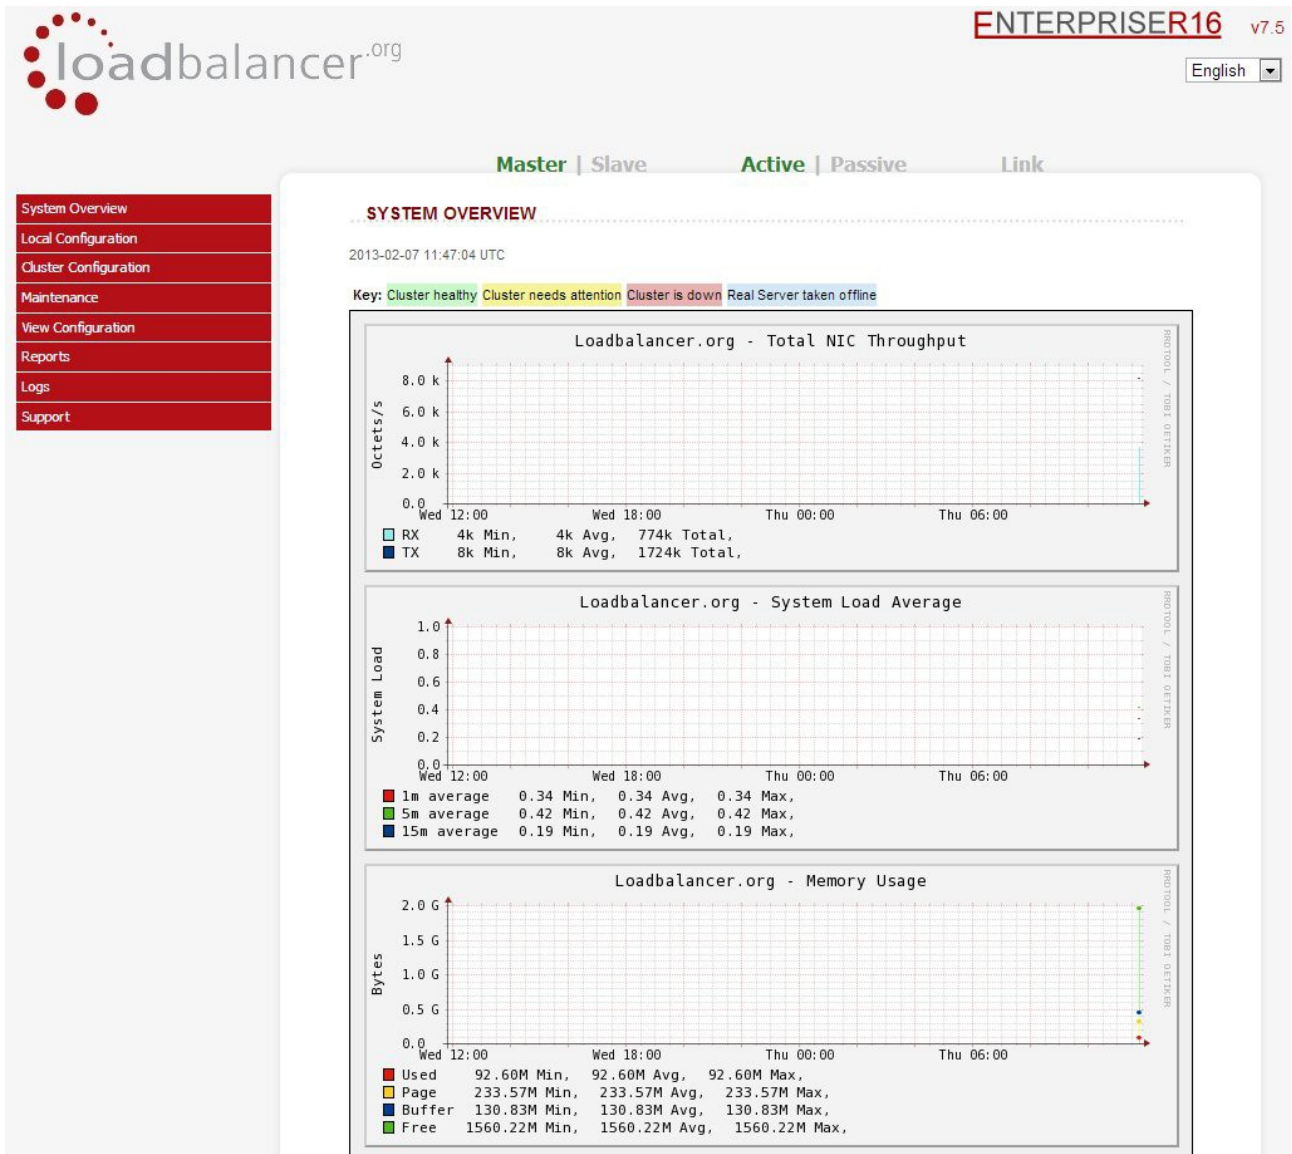 loadbalancer.org
ENTERPRISER16 v7.5
English
Master | Slave Active | Passive Link
System Overview
Local Configuration
Cluster Configuration
Maintenance
View Configuration
Reports
Logs
Support
SYSTEM OVERVIEW
2013-02-07 11:47:04 UTC
Key: Cluster healthy Cluster needs attention Cluster is down Real Server taken offline
Loadbalancer.org - Total NIC Throughput
RRDTOOL / TOBI OETIKER
Octets/s
8.0 k
6.0 k
4.0 k
2.0 k
0.0
Wed 12:00 Wed 18:00 Thu 00:00 Thu 06:00
RX 4k Min, 4k Avg, 774k Total,
TX 8k Min, 8k Avg, 1724k Total,
Loadbalancer.org - System Load Average
RRDTOOL / TOBI OETIKER
System Load
1.0
0.8
0.6
0.4
0.2
0.0
Wed 12:00 Wed 18:00 Thu 00:00 Thu 06:00
1m average 0.34 Min, 0.34 Avg, 0.34 Max,
5m average 0.42 Min, 0.42 Avg, 0.42 Max,
15m average 0.19 Min, 0.19 Avg, 0.19 Max,
Loadbalancer.org - Memory Usage
RRDTOOL / TOBI OETIKER
Bytes
2.0 G
1.5 G
1.0 G
0.5 G
0.0
Wed 12:00 Wed 18:00 Thu 00:00 Thu 06:00
Used 92.60M Min, 92.60M Avg, 92.60M Max,
Page 233.57M Min, 233.57M Avg, 233.57M Max,
Buffer 130.83M Min, 130.83M Avg, 130.83M Max,
Free 1560.22M Min, 1560.22M Avg, 1560.22M Max,